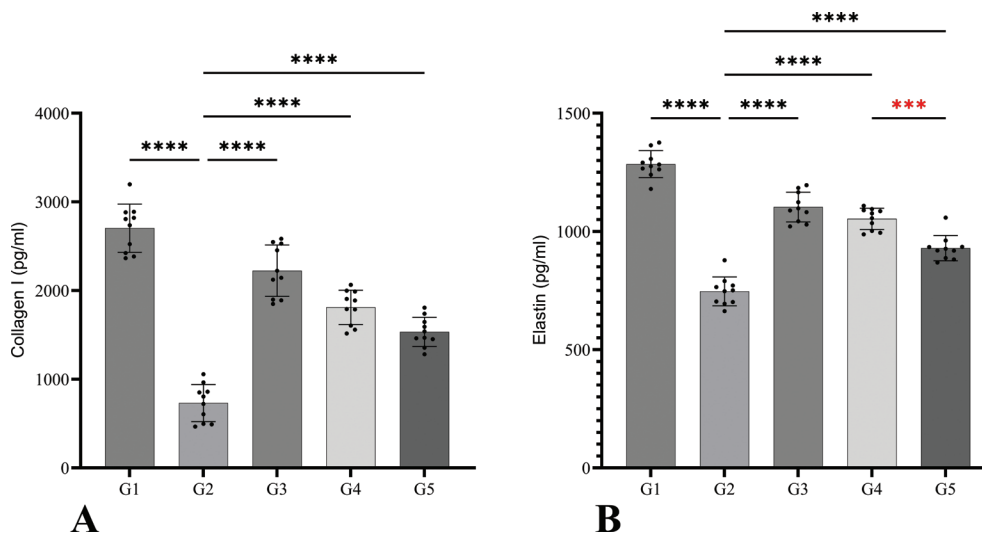 ****
****
**** ****
4000
3000
2000
1000
0
Collagen I (pg/ml)
G1 G2 G3 G4 G5
A
****
****
**** **** ***
1500
1000
500
0
Elastin (pg/ml)
G1 G2 G3 G4 G5
B